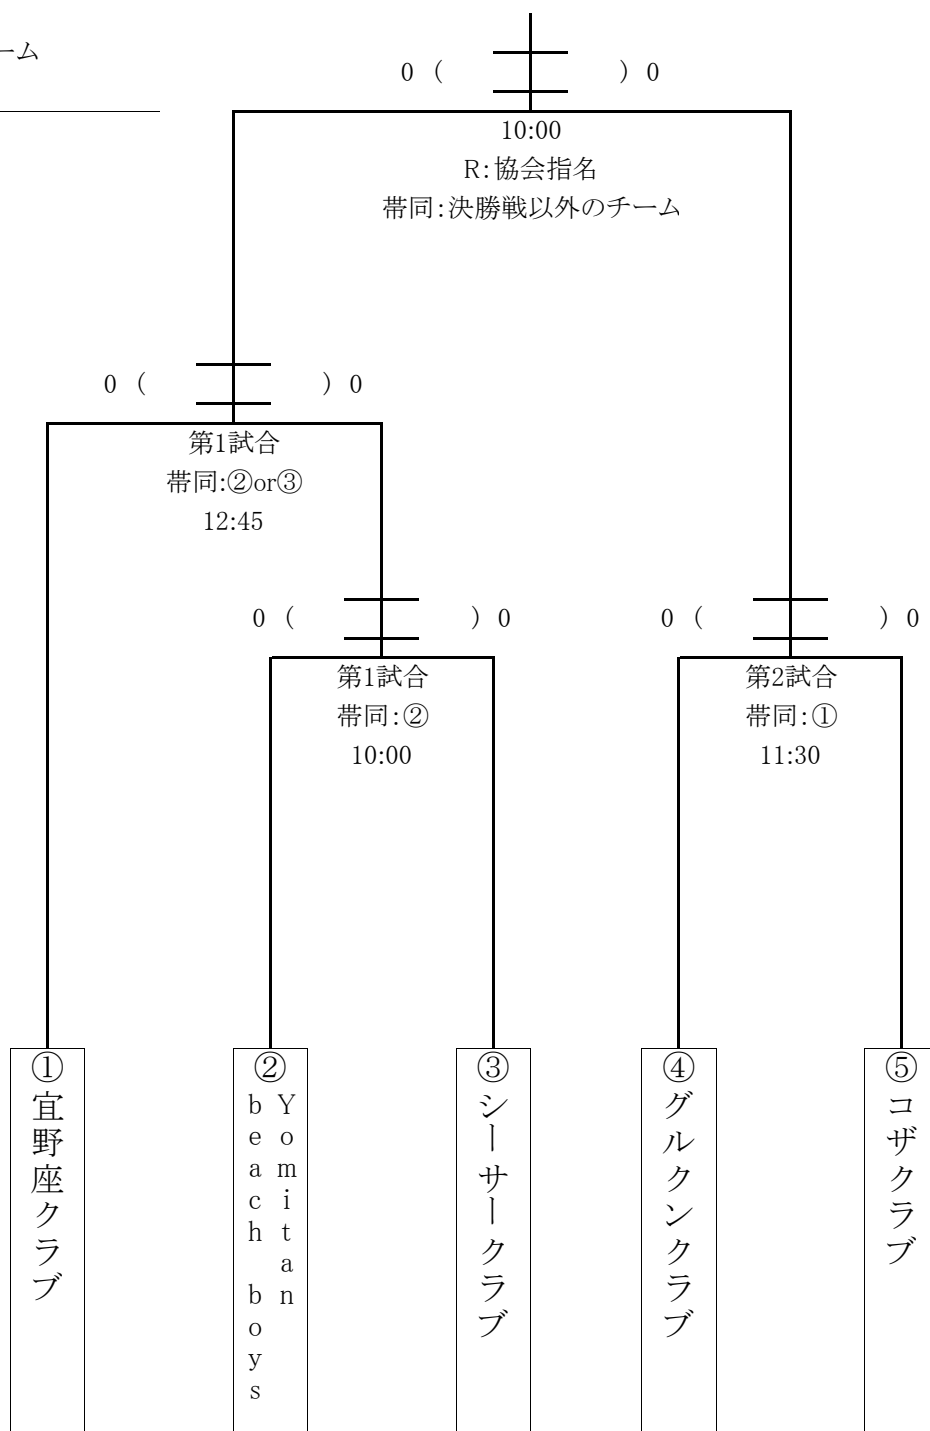 ーム
0 ( ) 0
10:00
R:協会指名
帯同:決勝戦以外のチーム
0 ( ) 0
第1試合
帯同:②or③
12:45
0 ( ) 0
第1試合
帯同:②
10:00
0 ( ) 0
第2試合
帯同:①
11:30
①宜野座クラブ
②
Yomitan
beach boys
③シーサークラブ
④グルクンクラブ
⑤コザクラブ